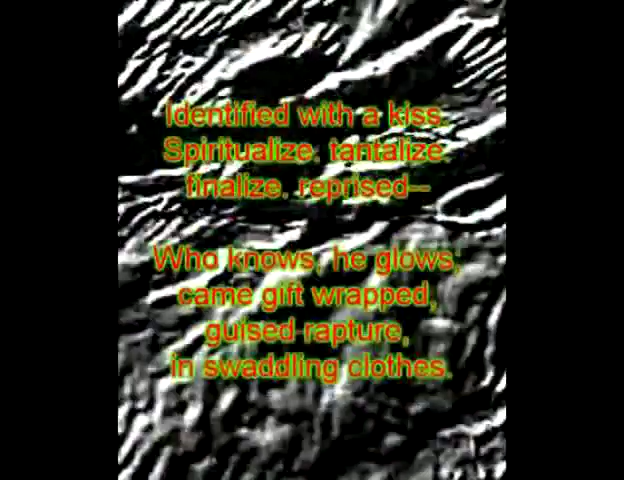 Identified with a kiss.
Spiritualize. tantalize.
finalize. reprised--
Who knows, he glows,
came gift wrapped,
guised rapture,
in swaddling clothes.